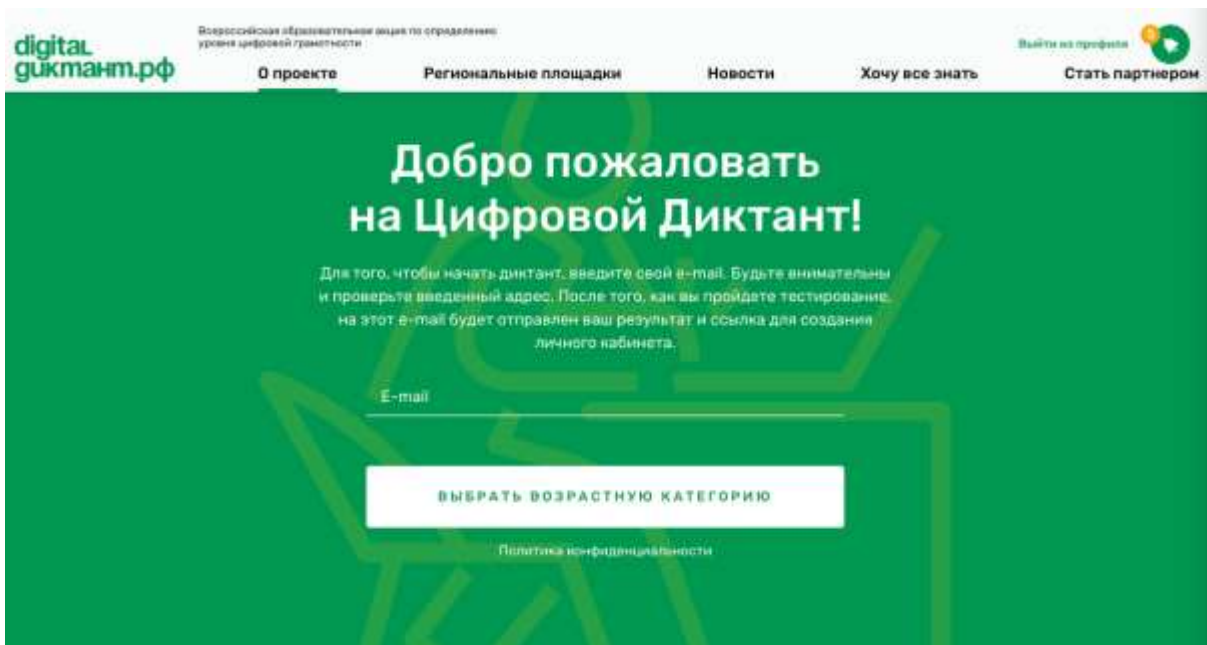 digital
диктант.рф
Всероссийская образовательная акция по определению
уровня цифровой грамотности
Выйти из профиля
О проекте Региональные площадки Новости Хочу все знать Стать партнером
Добро пожаловать
на Цифровой Диктант!
Для того, чтобы начать диктант, введите свой e-mail. Будьте внимательны
и проверьте введенный адрес. После того, как вы пройдете тестирование,
на этот e-mail будет отправлен ваш результат и ссылка для создания
личного кабинета.
E-mail
ВЫБРАТЬ ВОЗРАСТНУЮ КАТЕГОРИЮ
Политика конфиденциальности